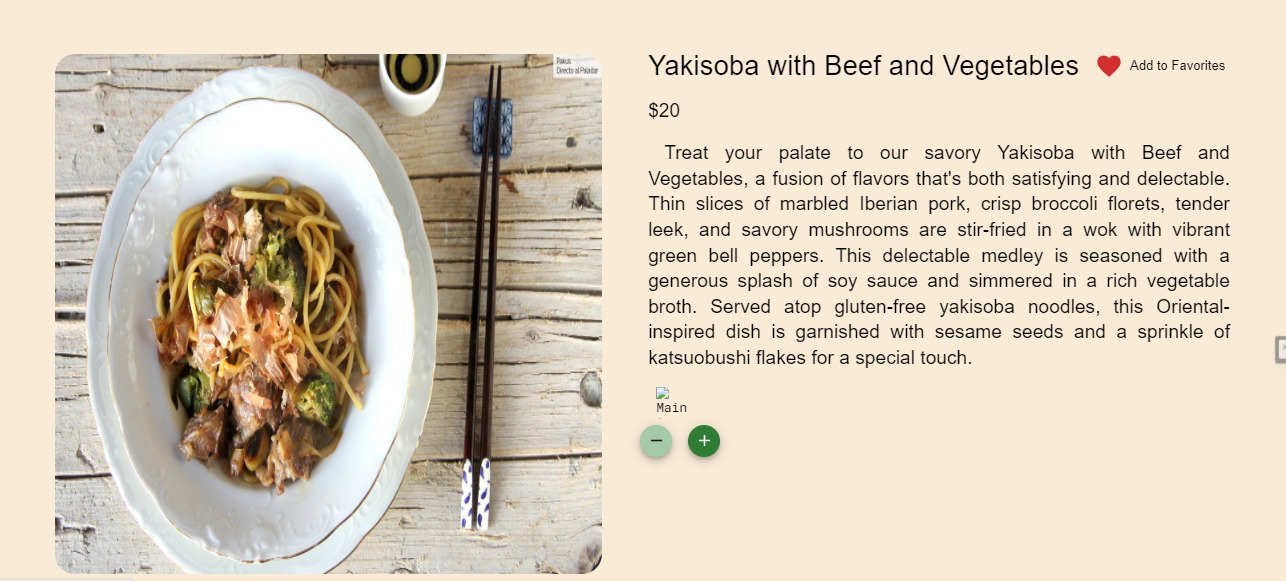 Pakus
Directo al Paladar
Yakisoba with Beef and Vegetables
Add to Favorites
$20
Treat your palate to our savory Yakisoba with Beef and
Vegetables, a fusion of flavors that's both satisfying and delectable.
Thin slices of marbled Iberian pork, crisp broccoli florets, tender
leek, and savory mushrooms are stir-fried in a wok with vibrant
green bell peppers. This delectable medley is seasoned with a
generous splash of soy sauce and simmered in a rich vegetable
broth. Served atop gluten-free yakisoba noodles, this Oriental-
inspired dish is garnished with sesame seeds and a sprinkle of
katsuobushi flakes for a special touch.
Main
− +